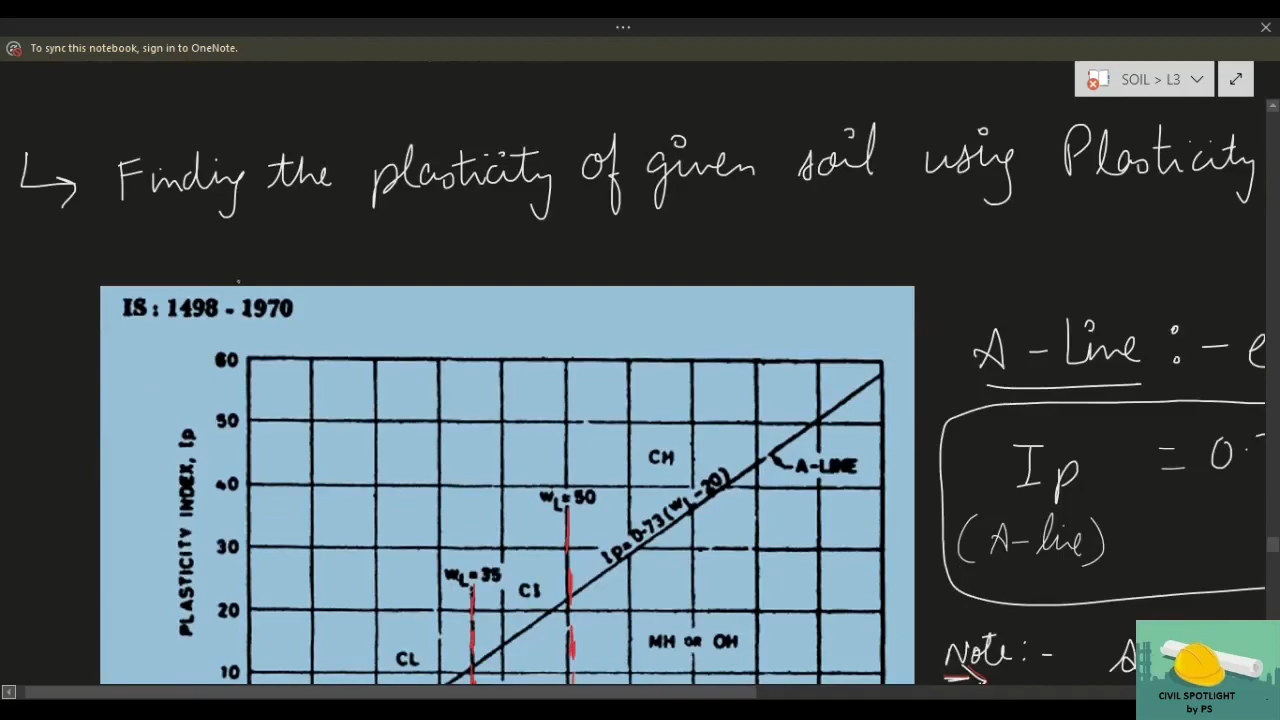 To sync this notebook, sign in to OneNote.
SOIL > L3
Finding the plasticity of given soil using Plasticity
IS : 1498 - 1970
60
50
40
30
20
10
PLASTICITY INDEX, Ip
CH
A-LINE
WL=50
Ip=0.73(WL-20)
WL=35
CI
MH OR OH
CL
A-Line :- e
Ip = 0.7
(A-line)
Note :-
CIVIL SPOTLIGHT
by PS